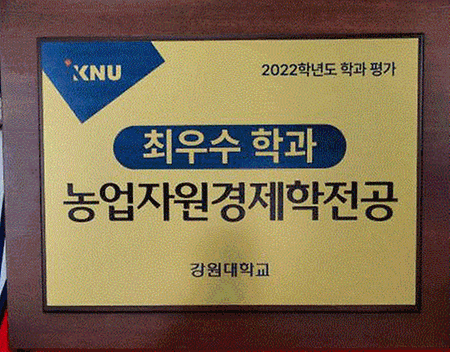 KNU
2022학년도 학과 평가
최우수 학과
농업자원경제학전공
강원대학교